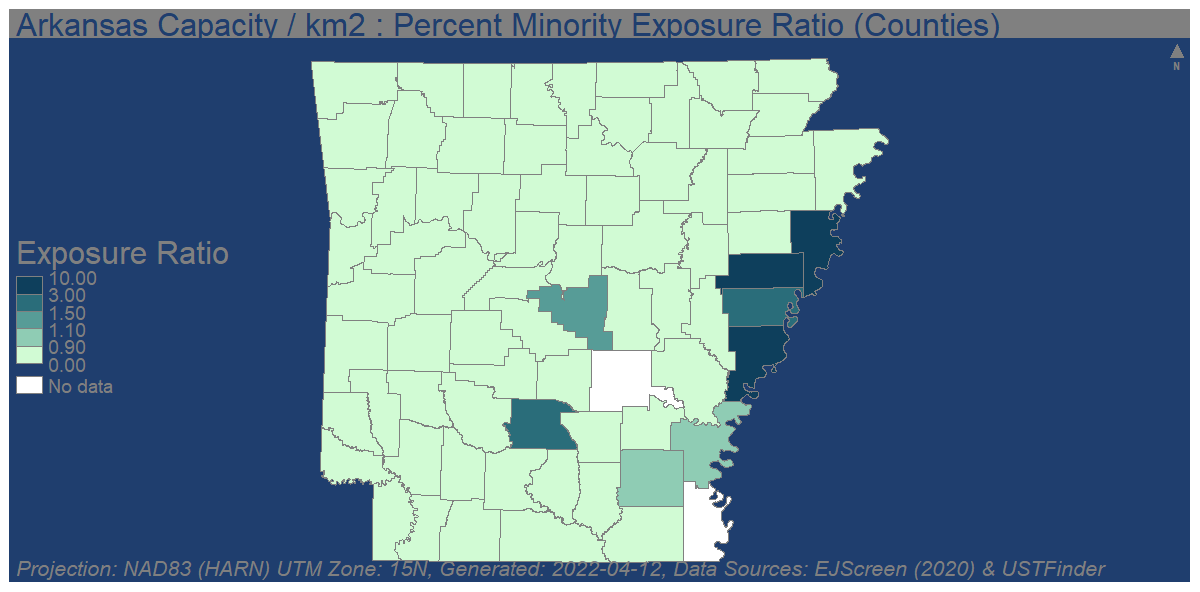 Arkansas Capacity / km2 : Percent Minority Exposure Ratio (Counties)
N
Exposure Ratio
10.00
3.00
1.50
1.10
0.90
0.00
No data
Projection: NAD83 (HARN) UTM Zone: 15N, Generated: 2022-04-12, Data Sources: EJScreen (2020) & USTFinder